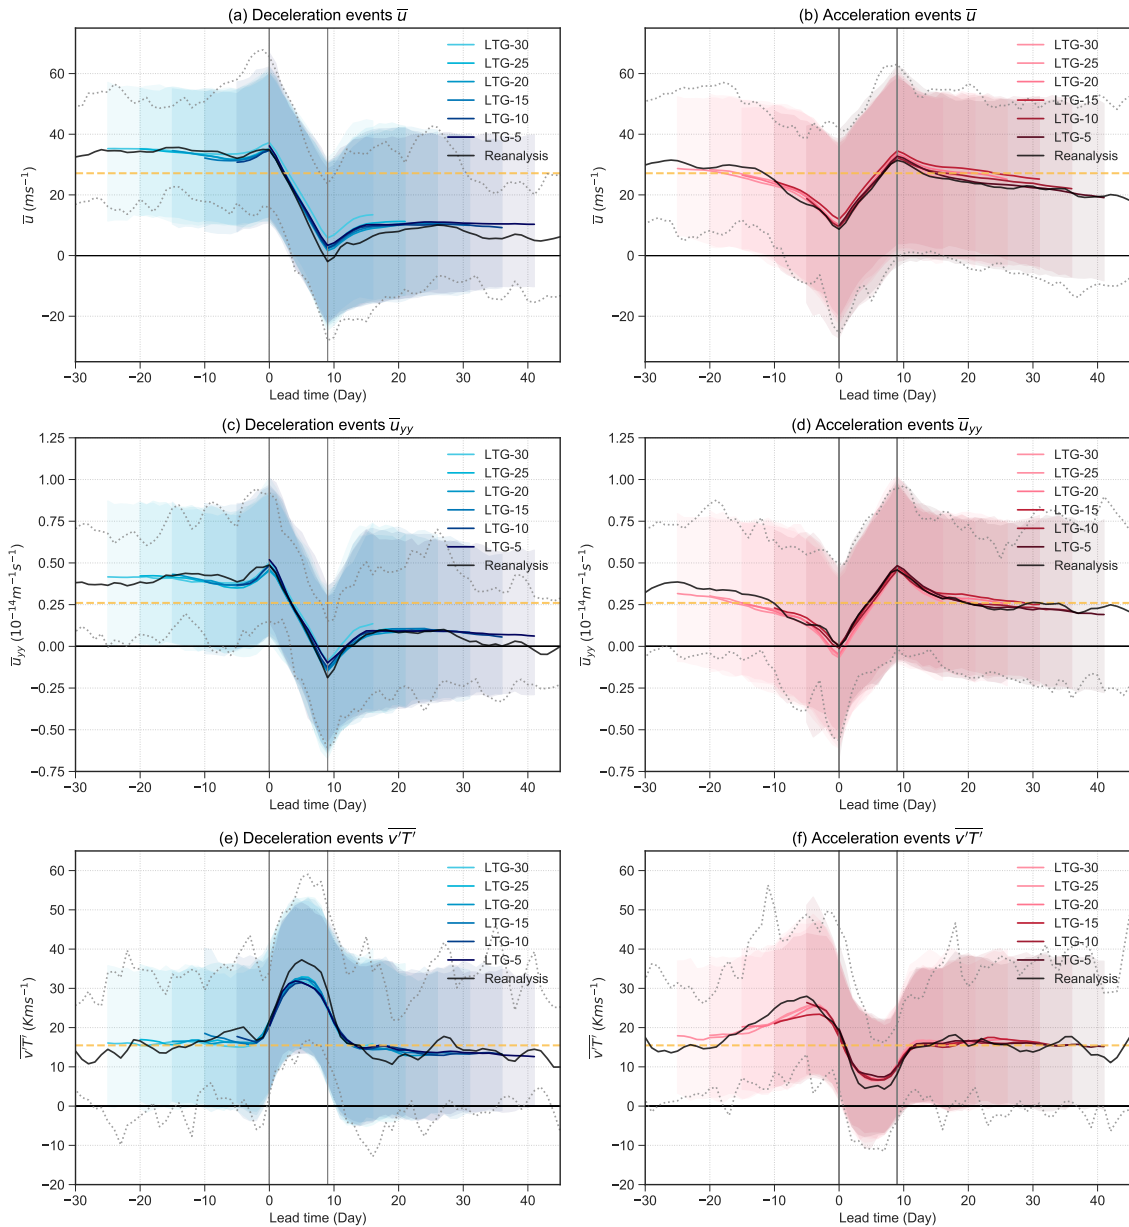 (a) Deceleration events u̅
60
40
20
0
−20
u̅ (ms⁻¹)
−30 −20 −10 0 10 20 30 40
Lead time (Day)
LTG-30
LTG-25
LTG-20
LTG-15
LTG-10
LTG-5
Reanalysis
(b) Acceleration events u̅
60
40
20
0
−20
u̅ (ms⁻¹)
−30 −20 −10 0 10 20 30 40
Lead time (Day)
LTG-30
LTG-25
LTG-20
LTG-15
LTG-10
LTG-5
Reanalysis
(c) Deceleration events u̅yy
1.25
1.00
0.75
0.50
0.25
0.00
−0.25
−0.50
−0.75
u̅yy (10⁻¹⁴m⁻¹s⁻¹)
−30 −20 −10 0 10 20 30 40
Lead time (Day)
LTG-30
LTG-25
LTG-20
LTG-15
LTG-10
LTG-5
Reanalysis
(d) Acceleration events u̅yy
1.25
1.00
0.75
0.50
0.25
0.00
−0.25
−0.50
−0.75
u̅yy (10⁻¹⁴m⁻¹s⁻¹)
−30 −20 −10 0 10 20 30 40
Lead time (Day)
LTG-30
LTG-25
LTG-20
LTG-15
LTG-10
LTG-5
Reanalysis
(e) Deceleration events v̅'̅T̅'̅
60
50
40
30
20
10
0
−10
−20
v̅'̅T̅'̅ (Kms⁻¹)
−30 −20 −10 0 10 20 30 40
Lead time (Day)
LTG-30
LTG-25
LTG-20
LTG-15
LTG-10
LTG-5
Reanalysis
(f) Acceleration events v̅'̅T̅'̅
60
50
40
30
20
10
0
−10
−20
v̅'̅T̅'̅ (Kms⁻¹)
−30 −20 −10 0 10 20 30 40
Lead time (Day)
LTG-30
LTG-25
LTG-20
LTG-15
LTG-10
LTG-5
Reanalysis